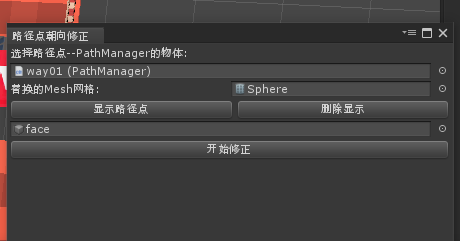 路径点朝向修正
选择路径点--PathManager的物体:
way01 (PathManager)
替换的Mesh网格: Sphere
显示路径点 删除显示
face
开始修正